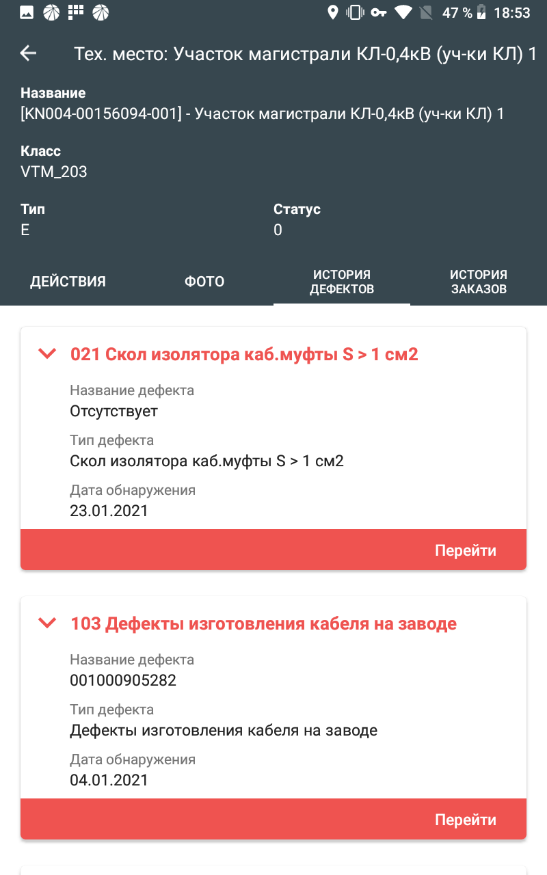 47 % 18:53
Тех. место: Участок магистрали КЛ-0,4кВ (уч-ки КЛ) 1
Название
[KN004-00156094-001] - Участок магистрали КЛ-0,4кВ (уч-ки КЛ) 1
Класс
VTM_203
Тип Статус
E 0
ДЕЙСТВИЯ ФОТО ИСТОРИЯ ДЕФЕКТОВ ИСТОРИЯ ЗАКАЗОВ
021 Скол изолятора каб.муфты S > 1 см2
Название дефекта
Отсутствует
Тип дефекта
Скол изолятора каб.муфты S > 1 см2
Дата обнаружения
23.01.2021
Перейти
103 Дефекты изготовления кабеля на заводе
Название дефекта
001000905282
Тип дефекта
Дефекты изготовления кабеля на заводе
Дата обнаружения
04.01.2021
Перейти